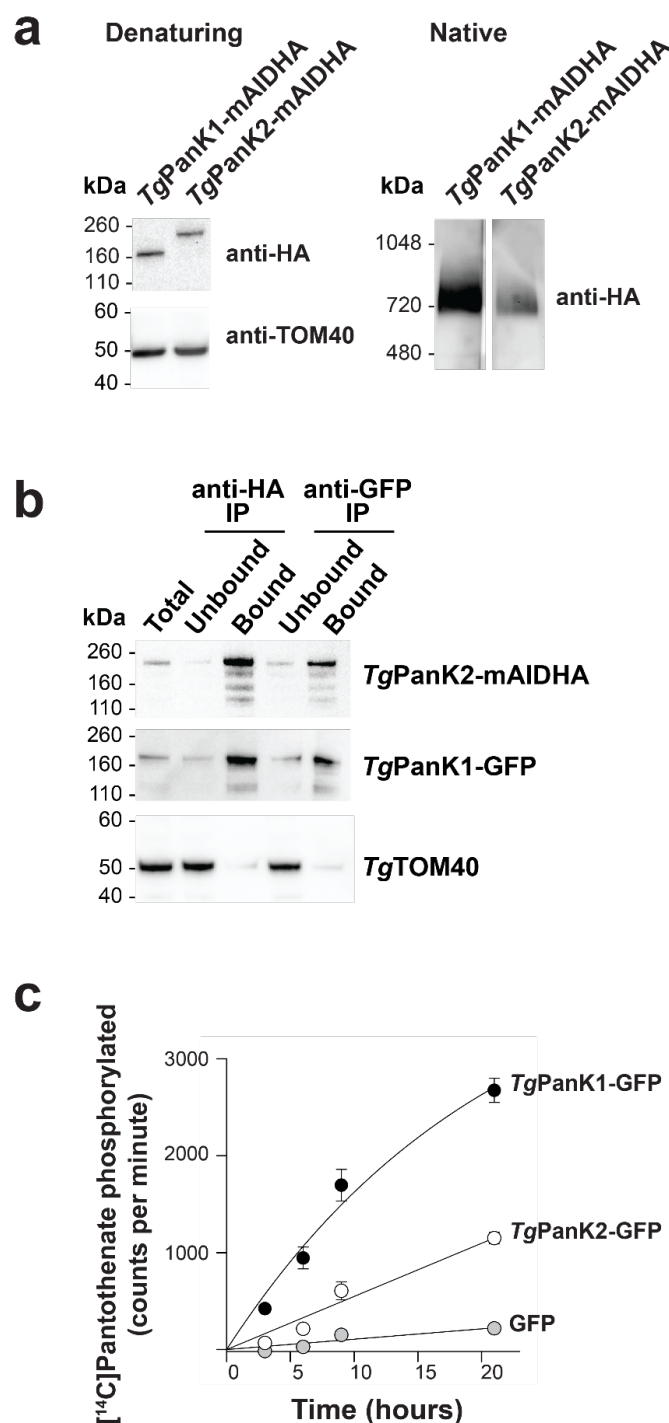 a
Denaturing
TgPanK1-mAIDHA
TgPanK2-mAIDHA
kDa
260
160
110
anti-HA
60
50
40
anti-TOM40
Native
TgPanK1-mAIDHA
TgPanK2-mAIDHA
kDa
1048
720
480
anti-HA
b
anti-HA
IP
anti-GFP
IP
Total
Unbound
Bound
Unbound
Bound
kDa
260
160
110
TgPanK2-mAIDHA
260
160
110
TgPanK1-GFP
60
50
40
TgTOM40
c
[¹⁴C]Pantothenate phosphorylated
(counts per minute)
3000
2000
1000
TgPanK1-GFP
TgPanK2-GFP
GFP
0 5 10 15 20
Time (hours)